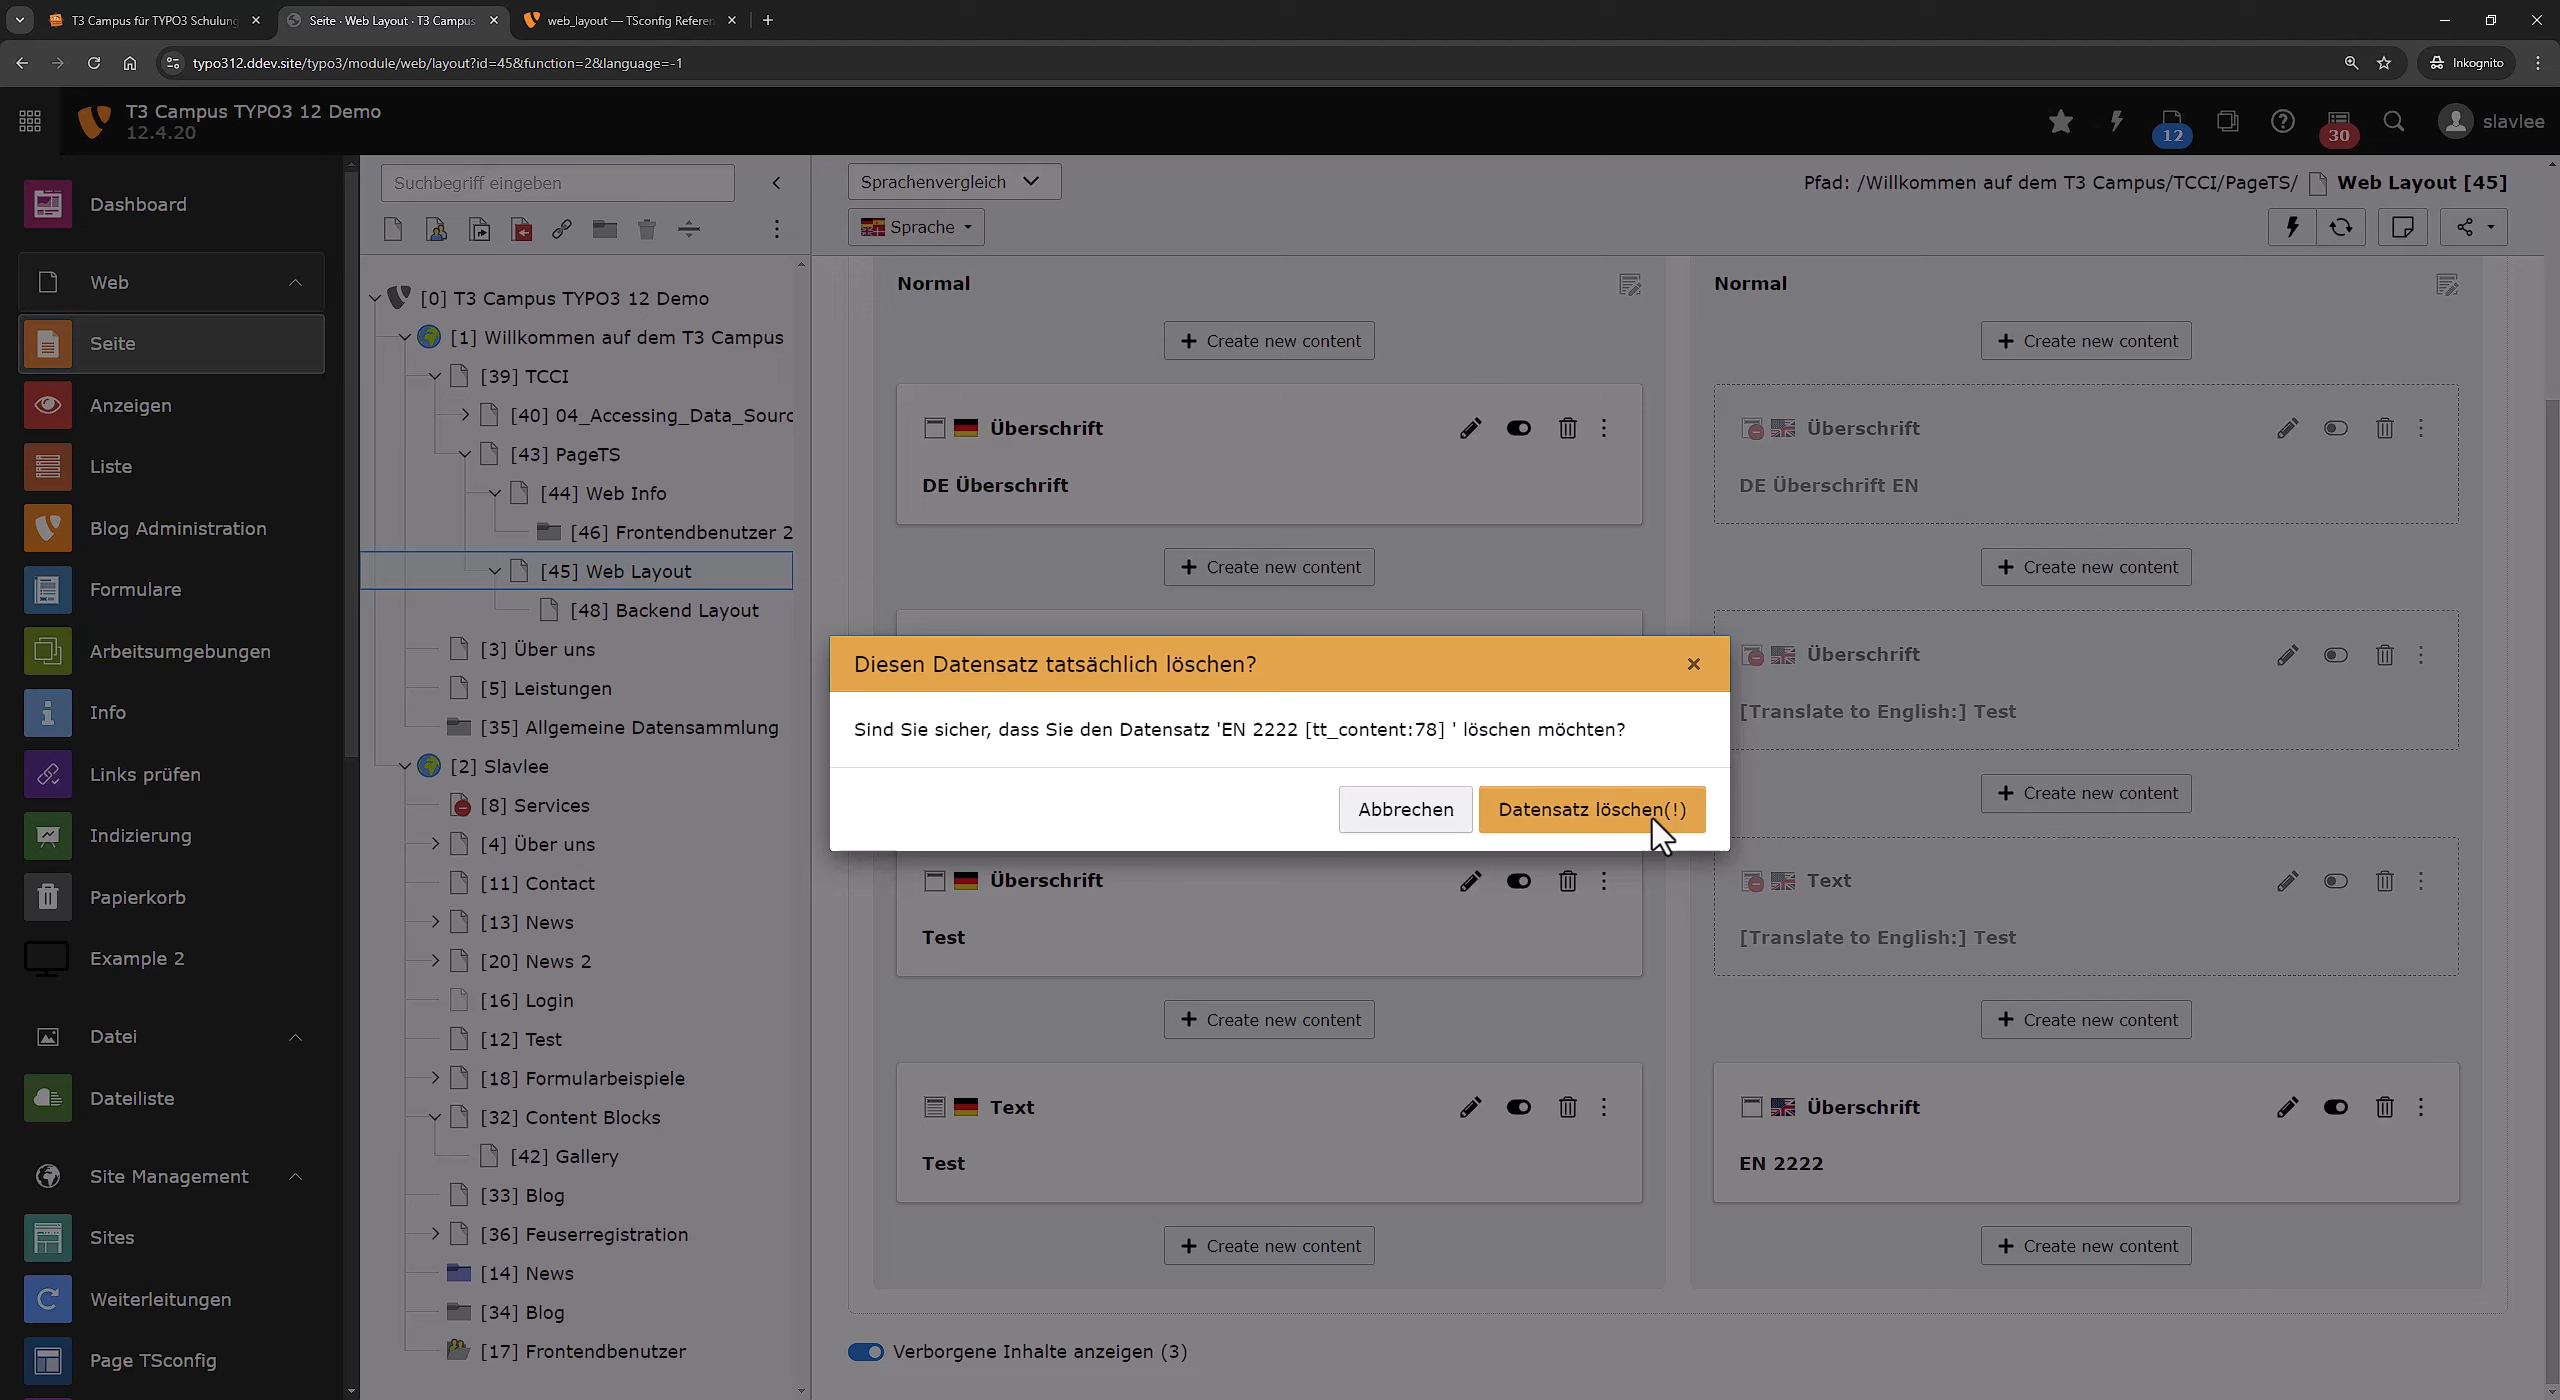 T3 Campus für TYPO3 Schulung
Seite · Web Layout · T3 Campus
web_layout — TSconfig Referen
typo312.ddev.site/typo3/module/web/layout?id=45&function=2&language=-1
Inkognito
T3 Campus TYPO3 12 Demo
12.4.20
12
30
slavlee
Dashboard
Web
Seite
Anzeigen
Liste
Blog Administration
Formulare
Arbeitsumgebungen
Info
Links prüfen
Indizierung
Papierkorb
Example 2
Datei
Dateiliste
Site Management
Sites
Weiterleitungen
Page TSconfig
Suchbegriff eingeben
[0] T3 Campus TYPO3 12 Demo
[1] Willkommen auf dem T3 Campus
[39] TCCI
[40] 04_Accessing_Data_Sourc
[43] PageTS
[44] Web Info
[46] Frontendbenutzer 2
[45] Web Layout
[48] Backend Layout
[3] Über uns
[5] Leistungen
[35] Allgemeine Datensammlung
[2] Slavlee
[8] Services
[4] Über uns
[11] Contact
[13] News
[20] News 2
[16] Login
[12] Test
[18] Formularbeispiele
[32] Content Blocks
[42] Gallery
[33] Blog
[36] Feuserregistration
[14] News
[34] Blog
[17] Frontendbenutzer
Sprachenvergleich
Pfad: /Willkommen auf dem T3 Campus/TCCI/PageTS/ Web Layout [45]
Sprache
Normal
Create new content
Überschrift
DE Überschrift
Create new content
Normal
Create new content
Überschrift
DE Überschrift EN
Create new content
Überschrift
[Translate to English:] Test
Create new content
Diesen Datensatz tatsächlich löschen?
Sind Sie sicher, dass Sie den Datensatz 'EN 2222 [tt_content:78] ' löschen möchten?
Abbrechen
Datensatz löschen(!)
Überschrift
Test
Create new content
Text
Test
Create new content
Text
[Translate to English:] Test
Create new content
Überschrift
EN 2222
Create new content
Verborgene Inhalte anzeigen (3)